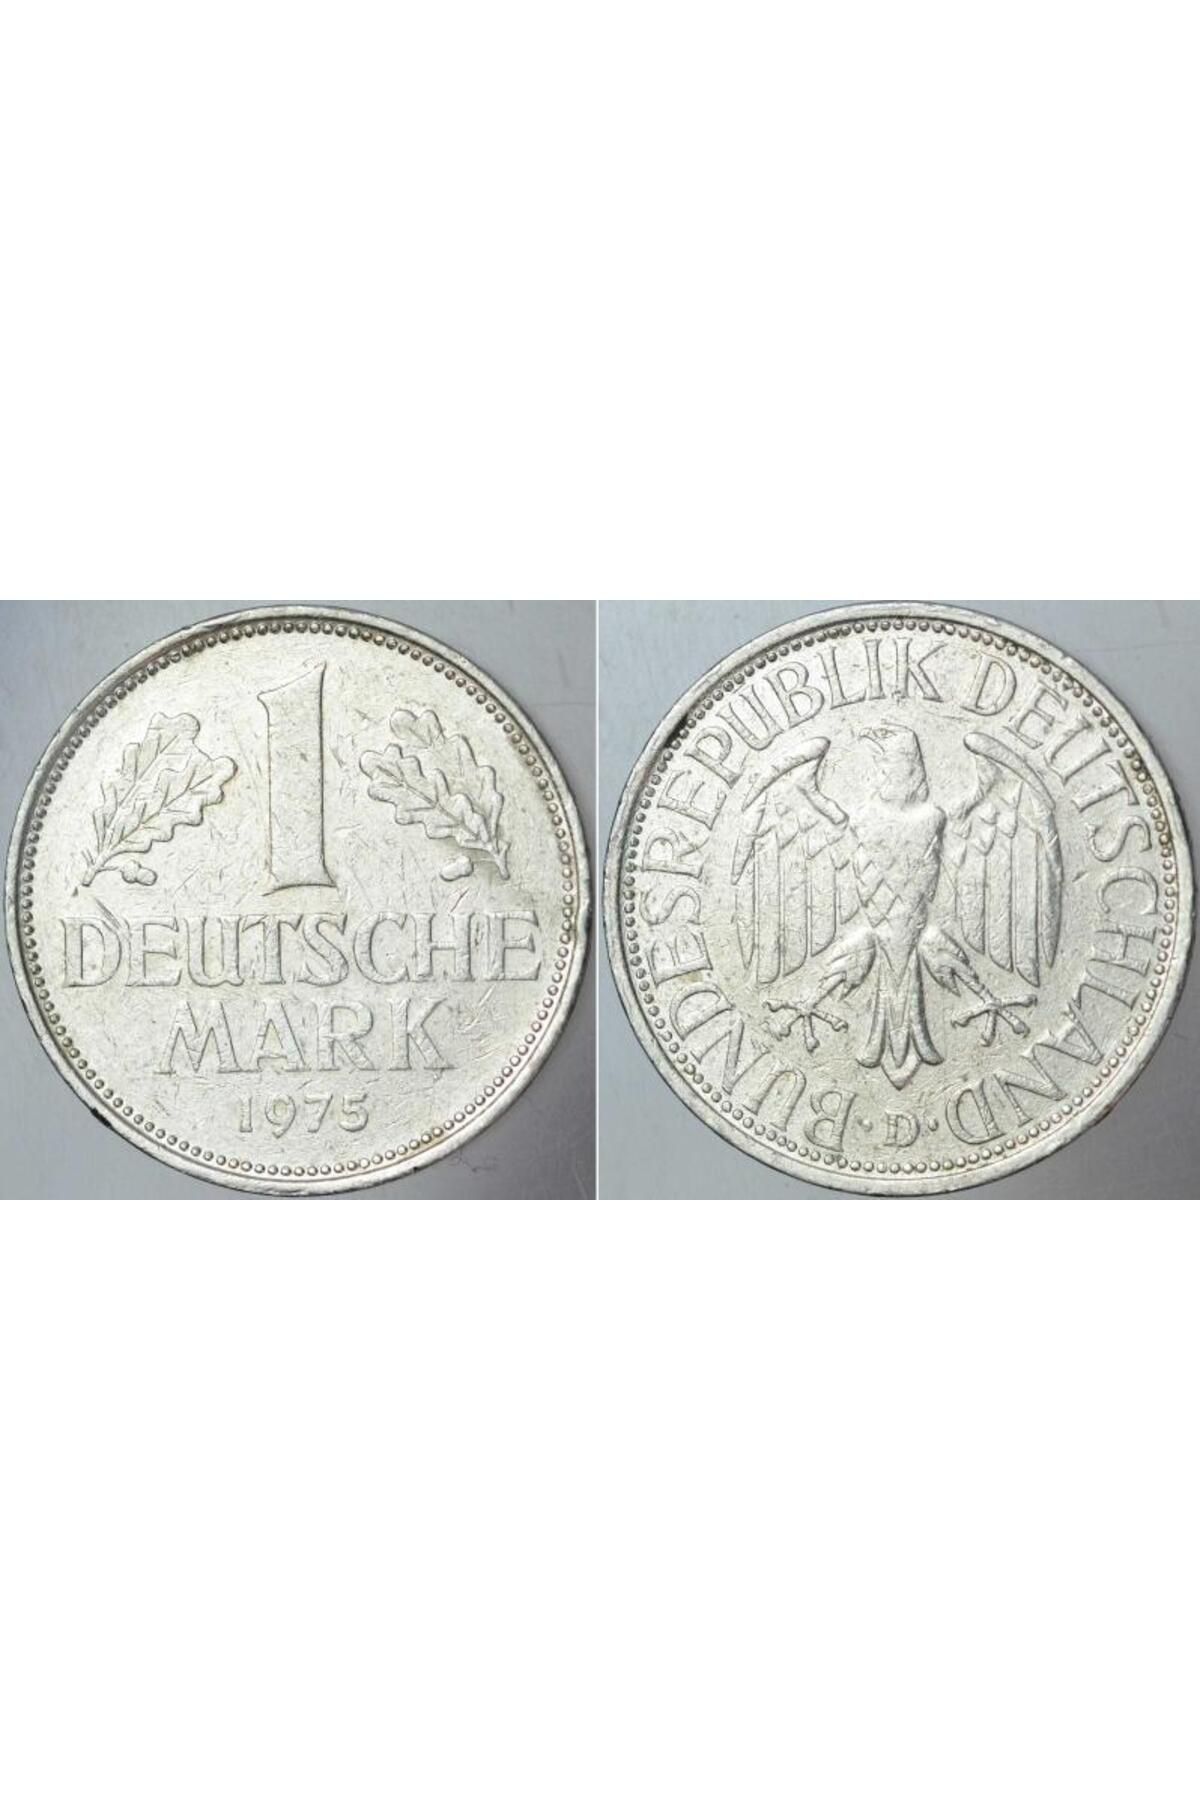 1
DEUTSCHE
MARK
1975
BUNDESREPUBLIK DEUTSCHLAND
· D ·